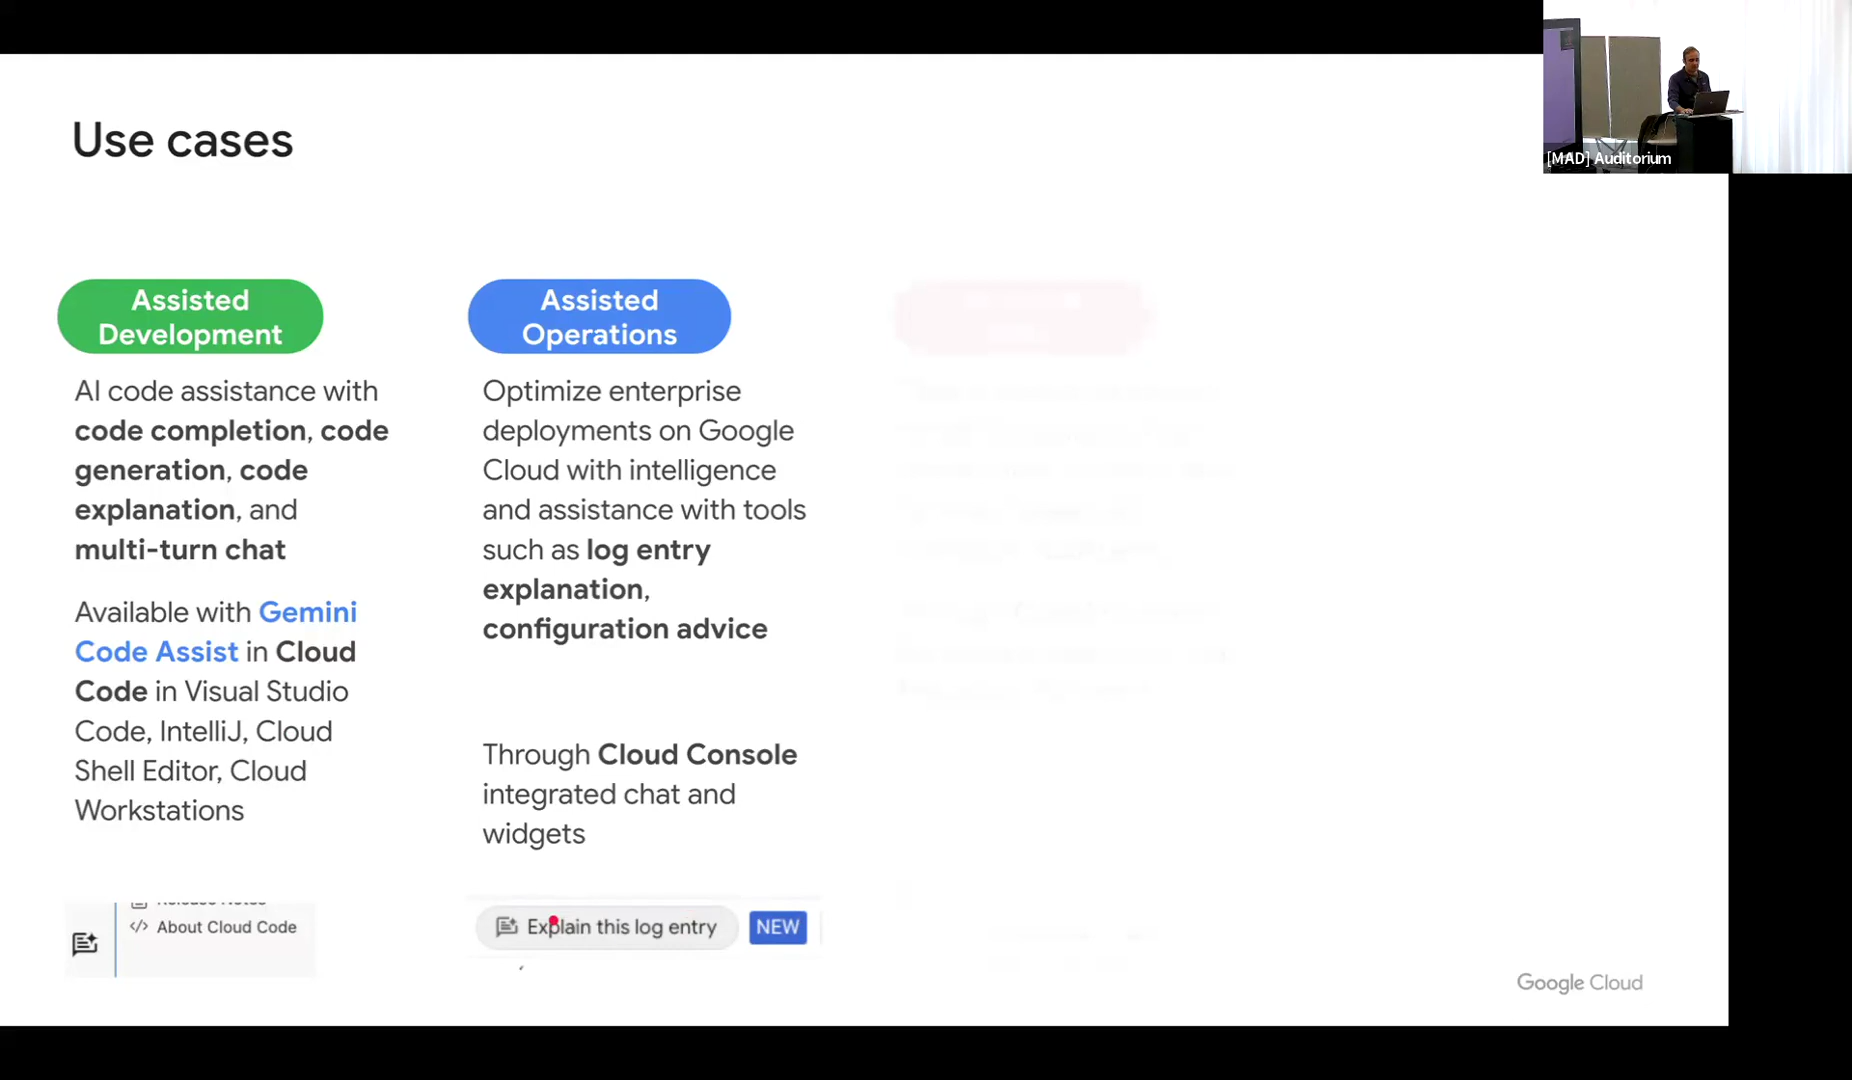 [MAD] Auditorium
Use cases
Assisted
Development
AI code assistance with
code completion, code
generation, code
explanation, and
multi-turn chat
Available with Gemini
Code Assist in Cloud
Code in Visual Studio
Code, IntelliJ, Cloud
Shell Editor, Cloud
Workstations
About Cloud Code
Assisted
Operations
Optimize enterprise
deployments on Google
Cloud with intelligence
and assistance with tools
such as log entry
explanation,
configuration advice
Through Cloud Console
integrated chat and
widgets
Explain this log entry
NEW
Google Cloud